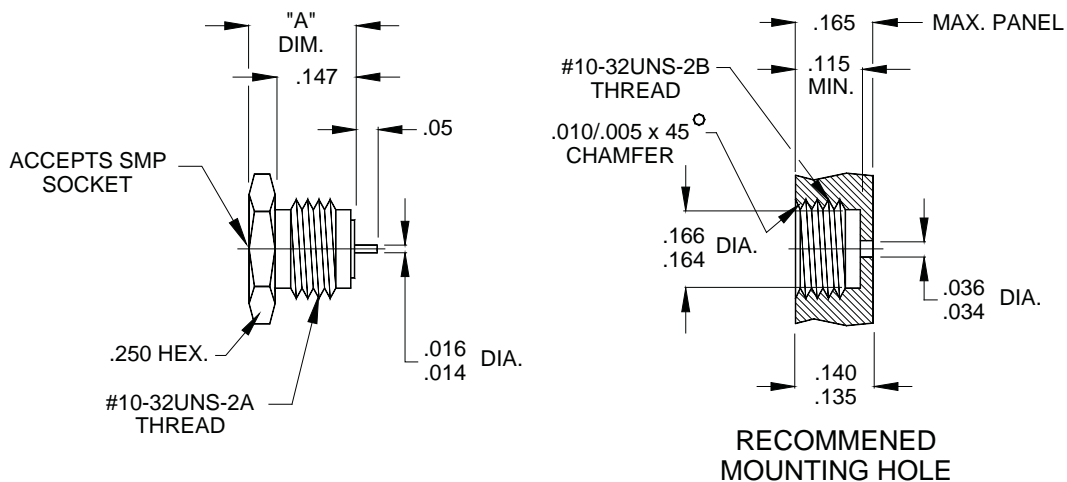 "A"
DIM.
.147
.05
ACCEPTS SMP
SOCKET
.250 HEX.
.016
.014
DIA.
#10-32UNS-2A
THREAD
.165
MAX. PANEL
.115
MIN.
#10-32UNS-2B
THREAD
.010/.005 x 45°
CHAMFER
.166
.164
DIA.
.036
.034
DIA.
.140
.135
RECOMMENED
MOUNTING HOLE